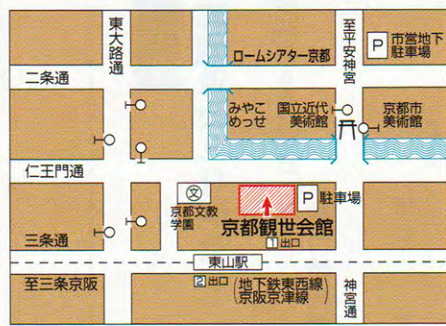 東大路通
至平安神宮
P
市営地下
駐車場
ロームシアター京都
二条通
みやこ
めっせ
国立近代
美術館
京都市
美術館
仁王門通
文
京都文教
学園
P 駐車場
京都観世会館
1 出口
三条通
東山駅
2 出口
(地下鉄東西線
京阪京津線)
至三条京阪
神宮通